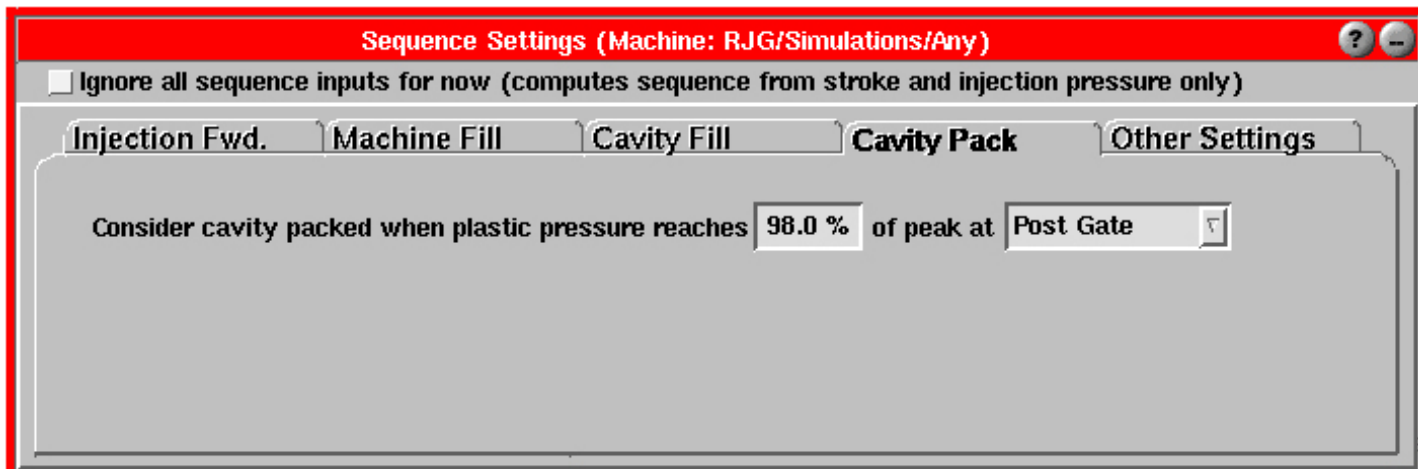 Sequence Settings (Machine: RJG/Simulations/Any)
?
Ignore all sequence inputs for now (computes sequence from stroke and injection pressure only)
Injection Fwd. Machine Fill Cavity Fill Cavity Pack Other Settings
Consider cavity packed when plastic pressure reaches 98.0 % of peak at Post Gate